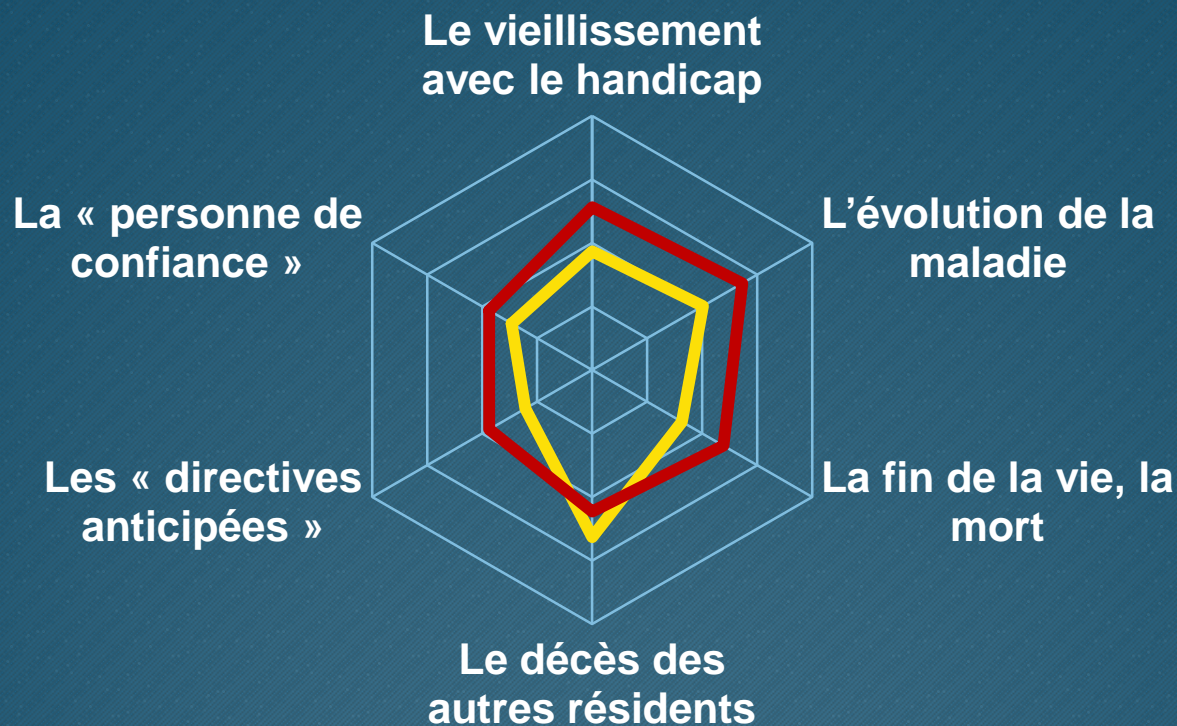 Le vieillissement
avec le handicap
L’évolution de la
maladie
La fin de la vie, la
mort
Le décès des
autres résidents
Les « directives
anticipées »
La « personne de
confiance »